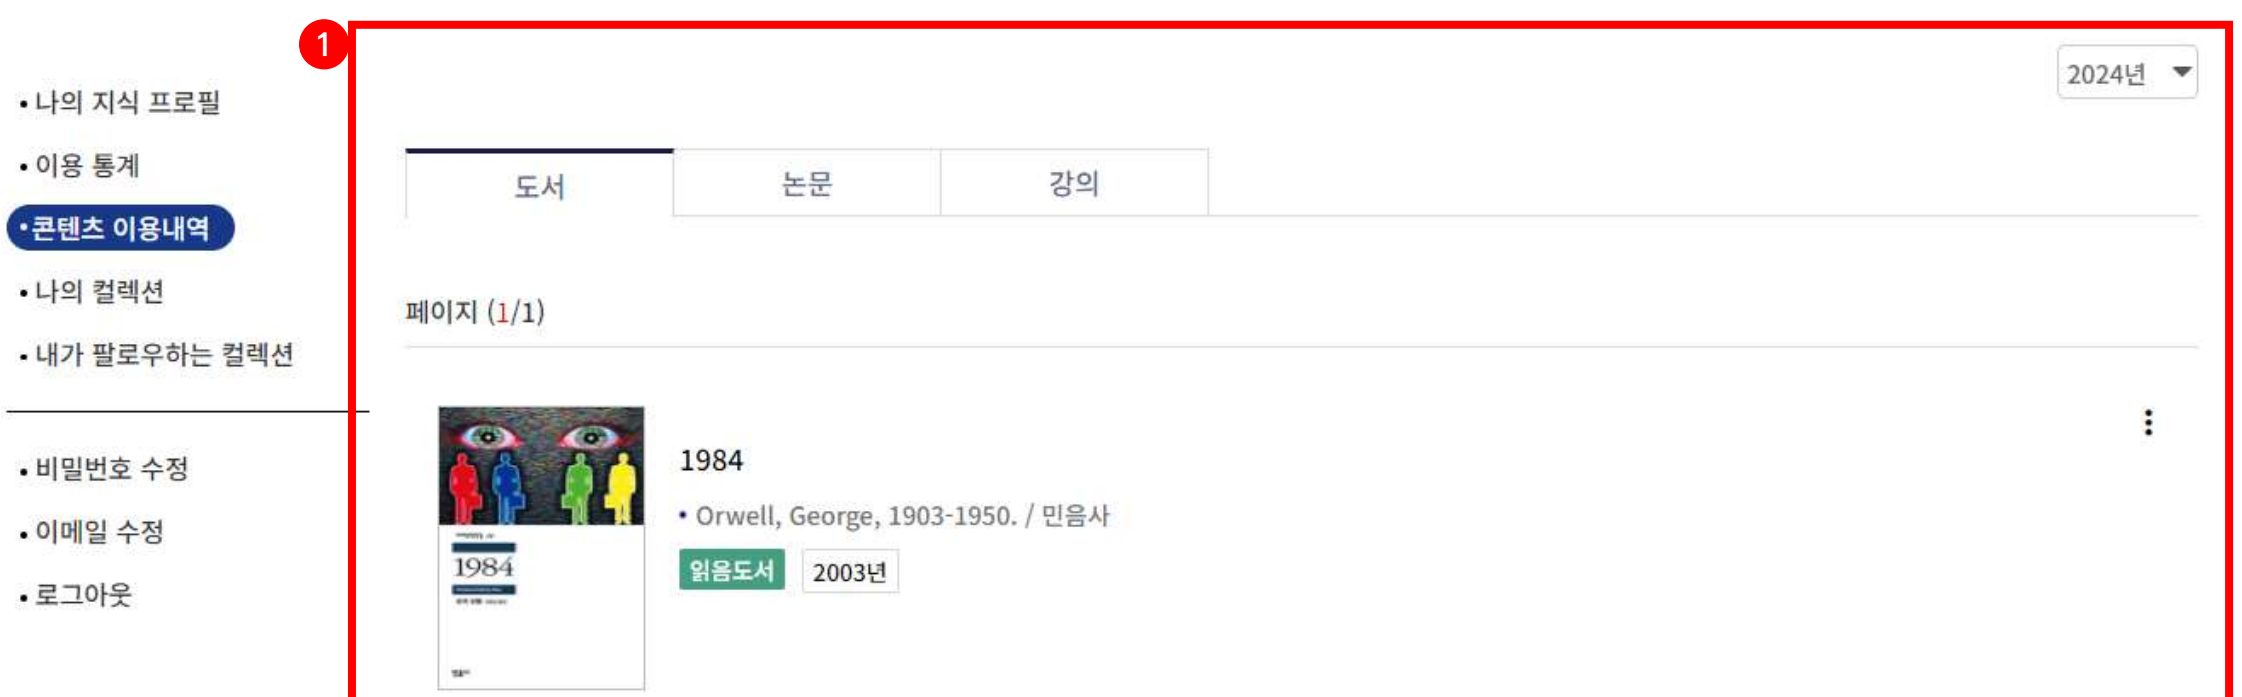 1
2024년
• 나의 지식 프로필
• 이용 통계
• 콘텐츠 이용내역
• 나의 컬렉션
• 내가 팔로우하는 컬렉션
• 비밀번호 수정
• 이메일 수정
• 로그아웃
도서 논문 강의
페이지 (1/1)
1984
1984
• Orwell, George, 1903-1950. / 민음사
읽음도서 2003년